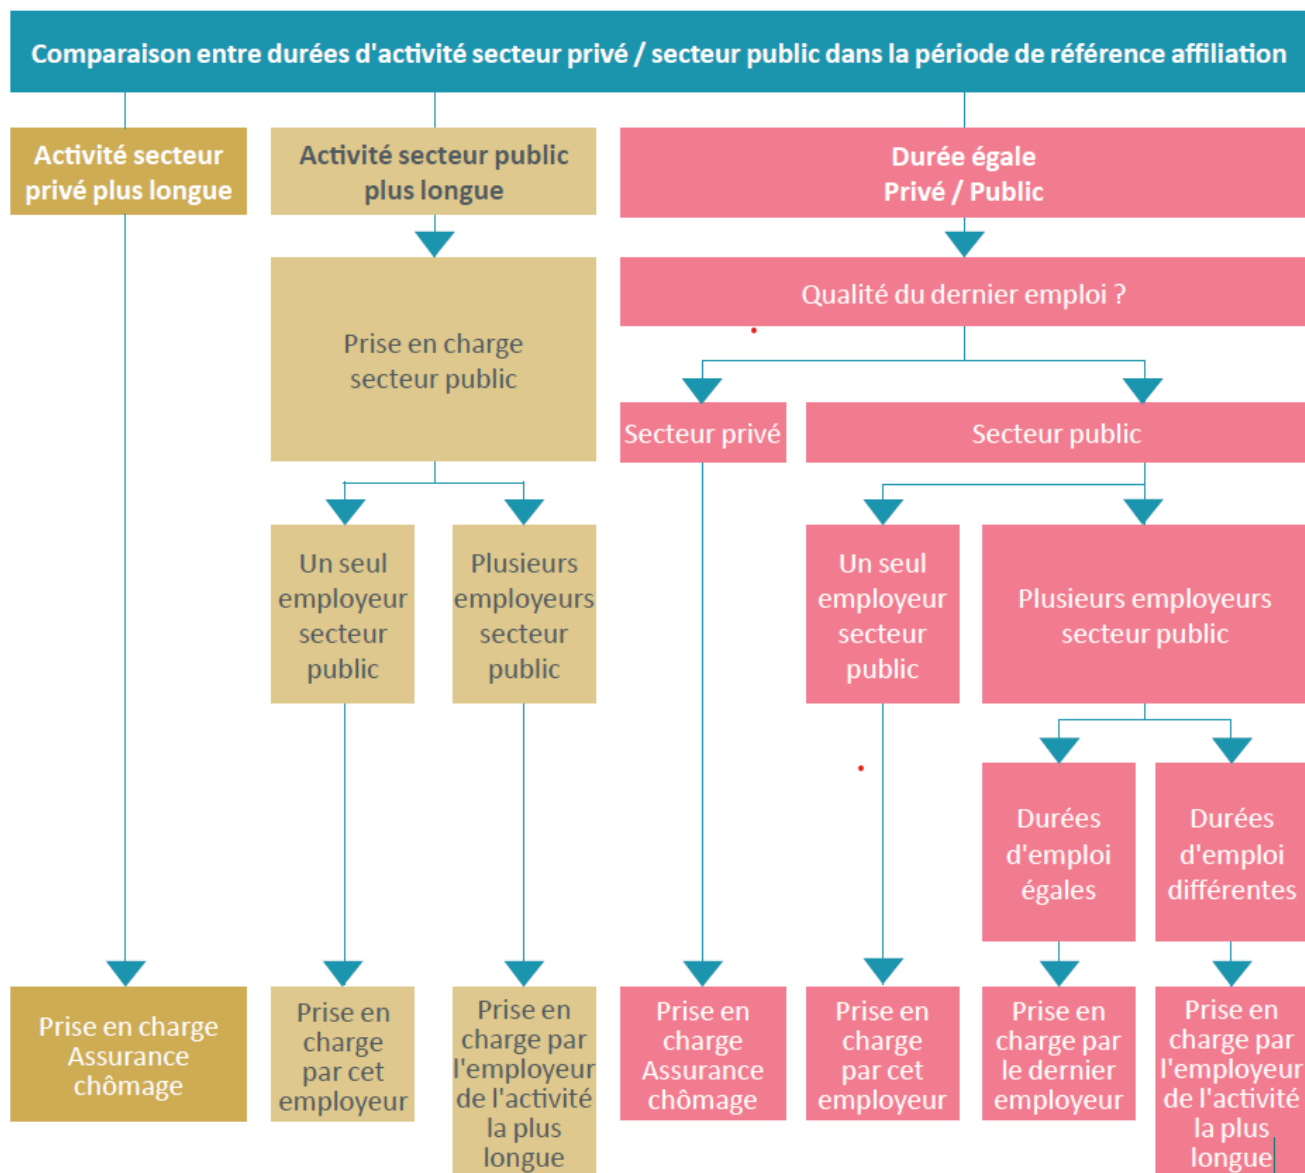 Comparaison entre durées d'activité secteur privé / secteur public dans la période de référence affiliation
Activité secteur
privé plus longue
Activité secteur public
plus longue
Durée égale
Privé / Public
Prise en charge
secteur public
Qualité du dernier emploi ?
Secteur privé
Secteur public
Un seul
employeur
secteur
public
Plusieurs
employeurs
secteur
public
Un seul
employeur
secteur
public
Plusieurs employeurs
secteur public
Durées
d'emploi
égales
Durées
d'emploi
différentes
Prise en charge
Assurance
chômage
Prise en
charge
par cet
employeur
Prise en
charge par
l'employeur
de l'activité
la plus
longue
Prise en
charge
Assurance
chômage
Prise en
charge
par cet
employeur
Prise en
charge par
le dernier
employeur
Prise en
charge par
l'employeur
de l'activité
la plus
longue